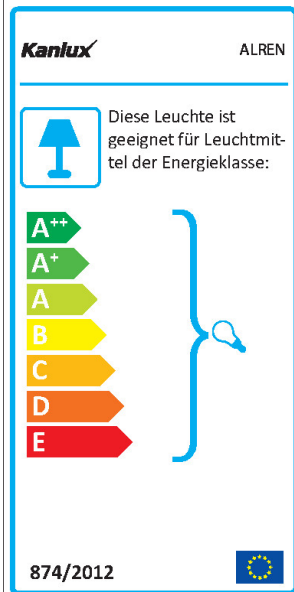 Kanlux
ALREN
Diese Leuchte ist
geeignet für Leuchtmit-
tel der Energieklasse:
A++
A+
A
B
C
D
E
874/2012